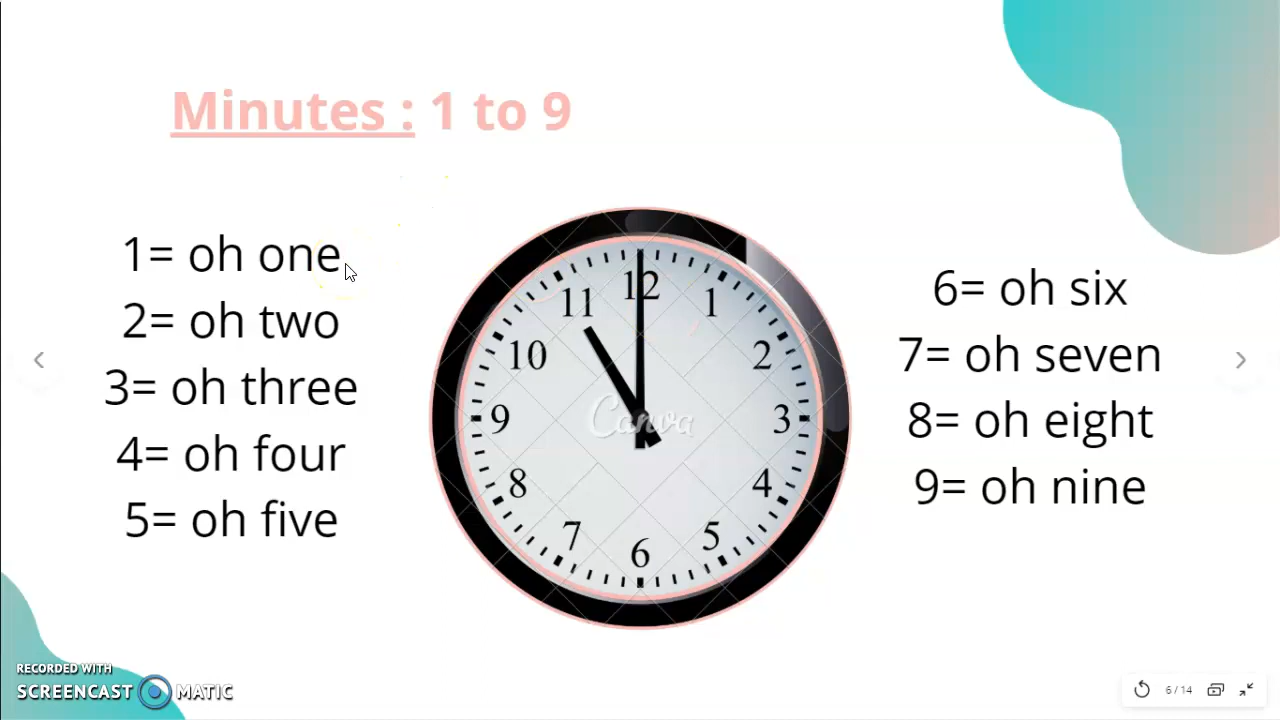 Minutes : 1 to 9
1= oh one
2= oh two
3= oh three
4= oh four
5= oh five
12
1
2
3
4
5
6
7
8
9
10
11
Canva
6= oh six
7= oh seven
8= oh eight
9= oh nine
RECORDED WITH
SCREENCAST MATIC
6 / 14